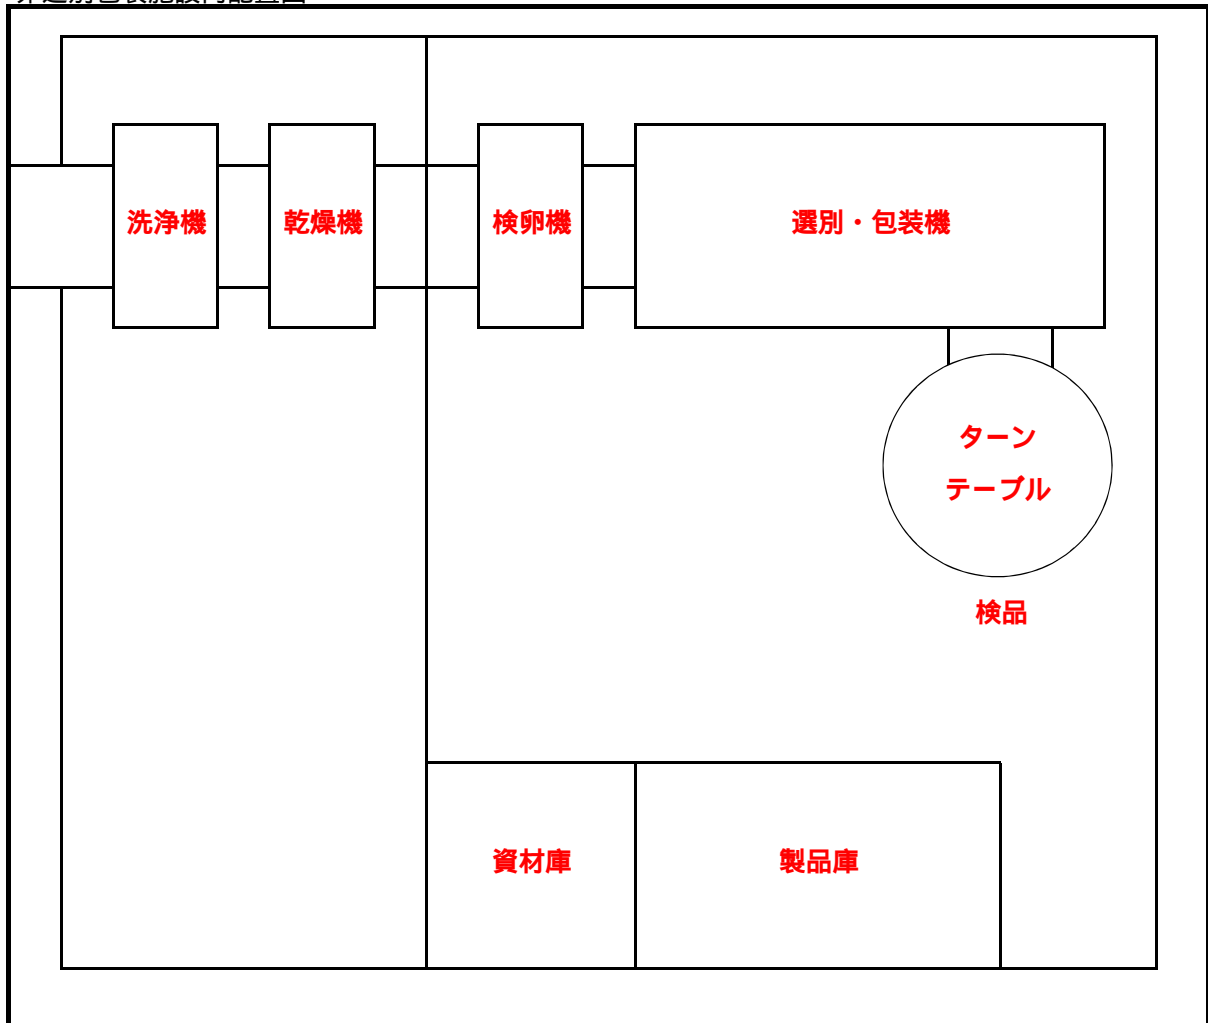 洗浄機
乾燥機
検卵機
選別・包装機
ターン
テーブル
検品
資材庫
製品庫